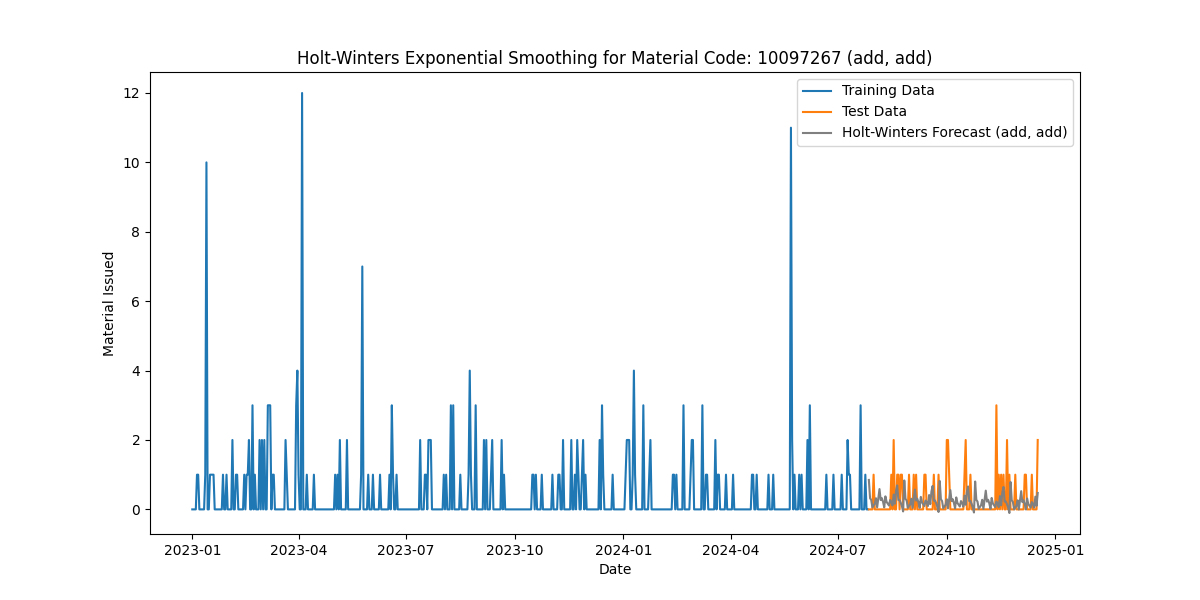 Holt-Winters Exponential Smoothing for Material Code: 10097267 (add, add)
Training Data
Test Data
Holt-Winters Forecast (add, add)
12
10
8
6
4
2
0
Material Issued
2023-01 2023-04 2023-07 2023-10 2024-01 2024-04 2024-07 2024-10 2025-01
Date